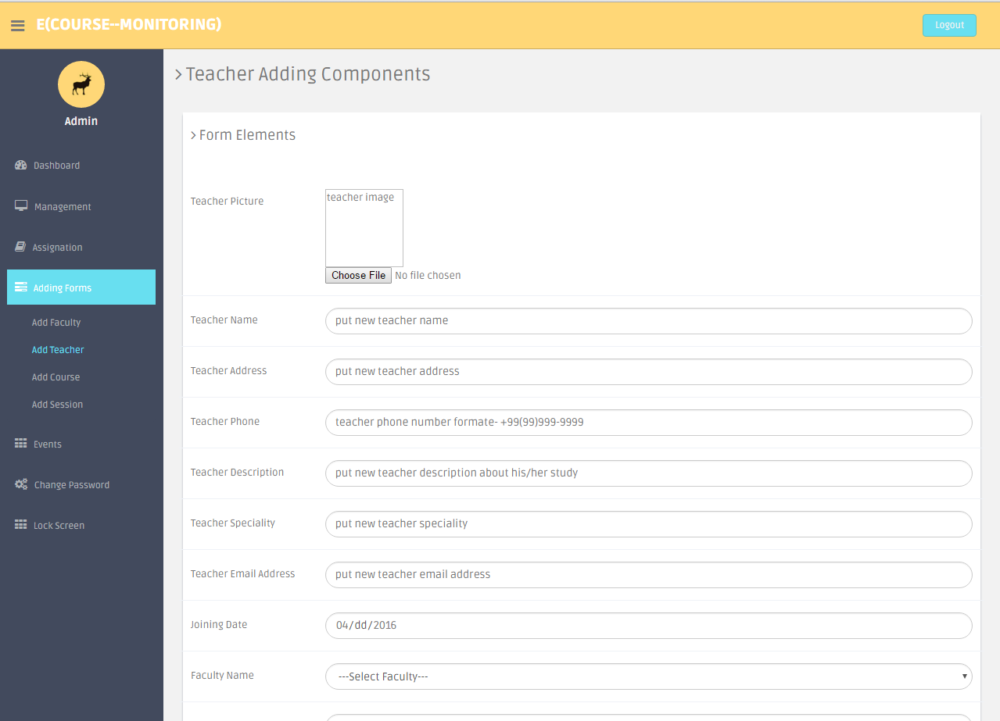 E(COURSE--MONITORING)
Logout
Admin
Dashboard
Management
Assignation
Adding Forms
Add Faculty
Add Teacher
Add Course
Add Session
Events
Change Password
Lock Screen
Teacher Adding Components
Form Elements
Teacher Picture
teacher image
Choose File No file chosen
Teacher Name put new teacher name
Teacher Address put new teacher address
Teacher Phone teacher phone number formate- +99(99)999-9999
Teacher Description put new teacher description about his/her study
Teacher Speciality put new teacher speciality
Teacher Email Address put new teacher email address
Joining Date 04/dd/2016
Faculty Name ---Select Faculty---